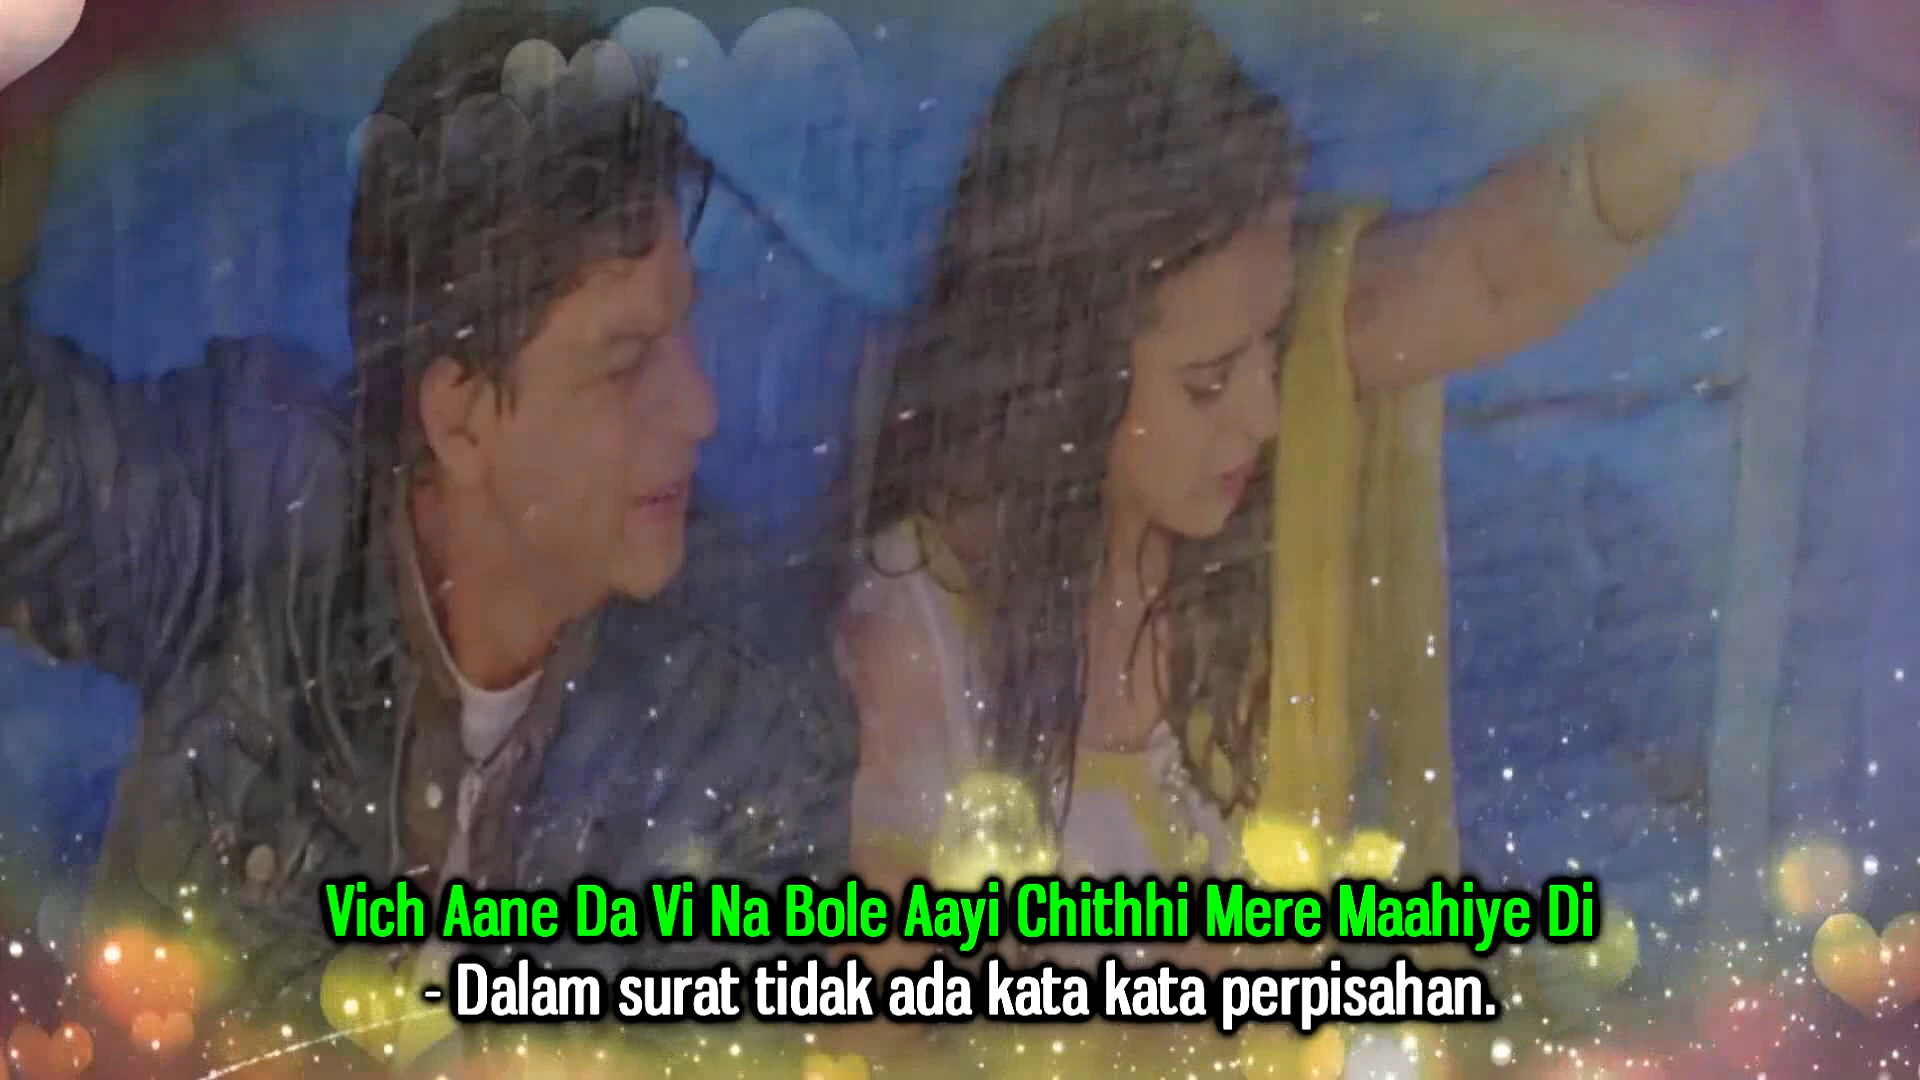 Vich Aane Da Vi Na Bole Aayi Chithhi Mere Maahiye Di
- Dalam surat tidak ada kata kata perpisahan.